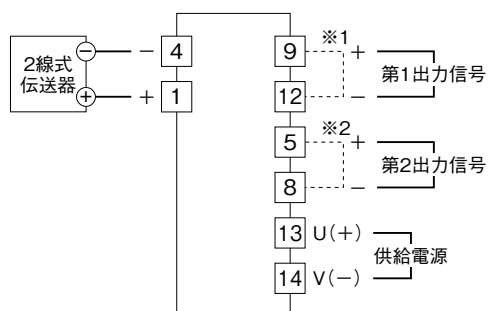 2線式
伝送器
− − 4
+ + 1
9 ※1 +
第1出力信号
12 −
5 ※2 +
第2出力信号
8 −
13 U(+)
供給電源
14 V(−)